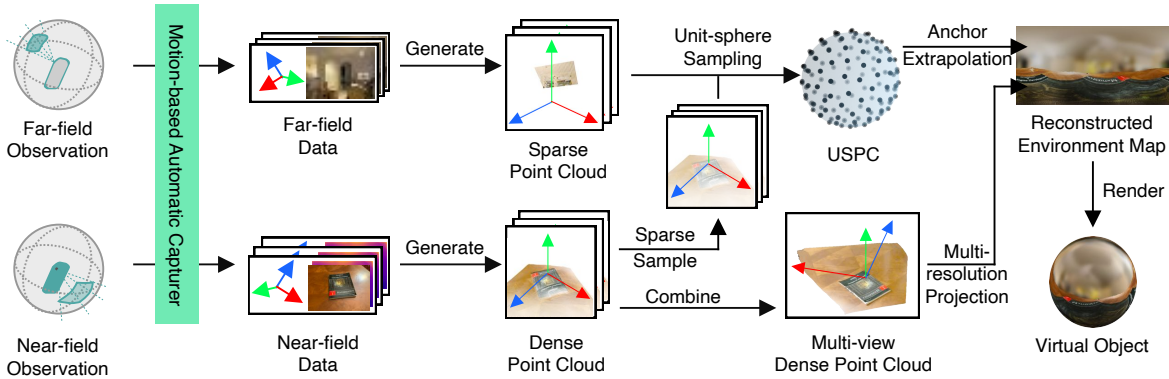 Far-field
Observation
Near-field
Observation
Motion-based Automatic Capturer
Far-field
Data
Near-field
Data
Generate
Generate
Sparse
Point Cloud
Dense
Point Cloud
Unit-sphere
Sampling
Sparse
Sample
Combine
USPC
Multi-view
Dense Point Cloud
Anchor
Extrapolation
Multi-
resolution
Projection
Reconstructed
Environment Map
Render
Virtual Object